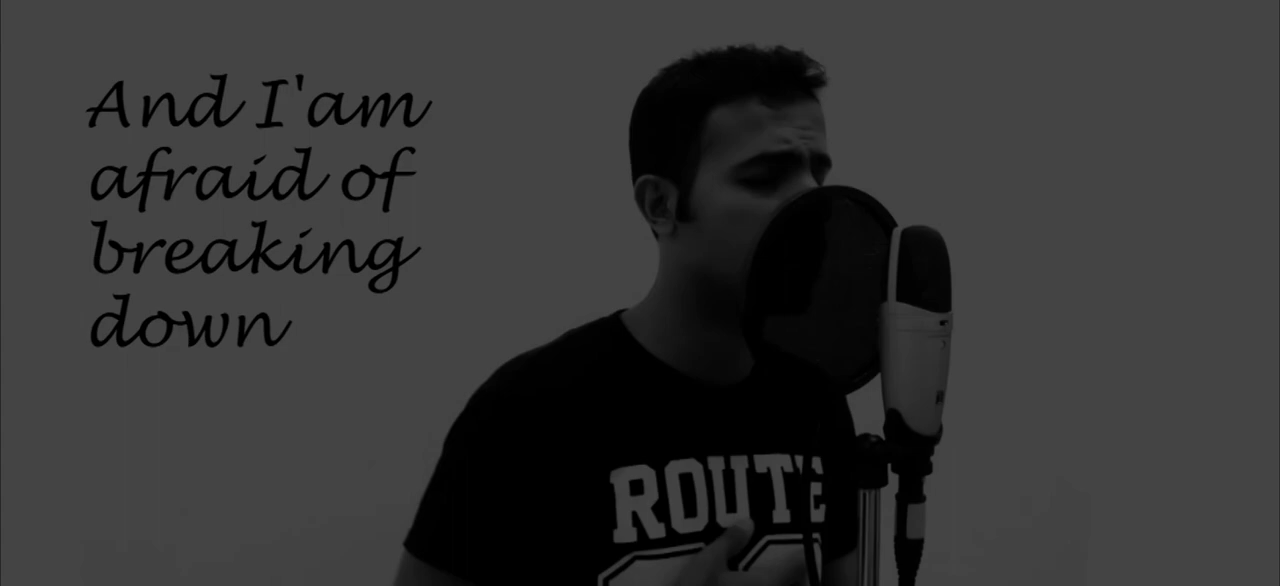 And I'am
afraid of
breaking
down
ROUTE